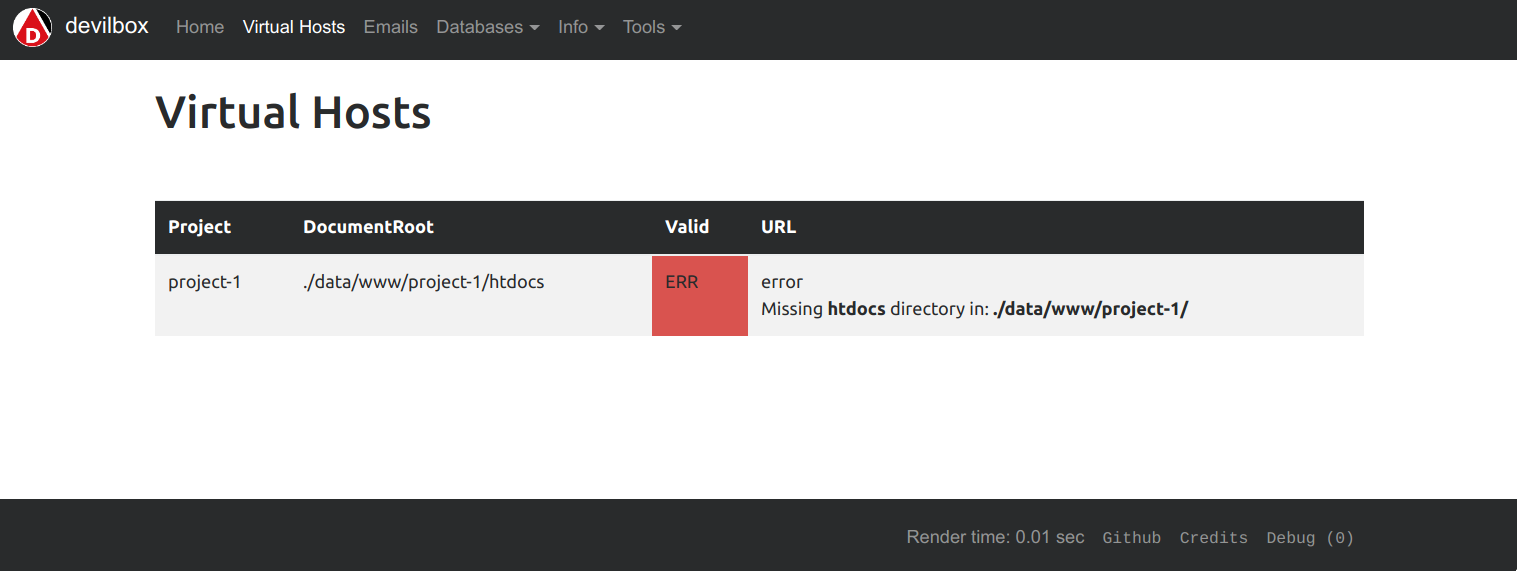 D devilbox Home Virtual Hosts Emails Databases Info Tools
Virtual Hosts
Project DocumentRoot Valid URL
project-1 ./data/www/project-1/htdocs ERR error
Missing htdocs directory in: ./data/www/project-1/
Render time: 0.01 sec Github Credits Debug (0)